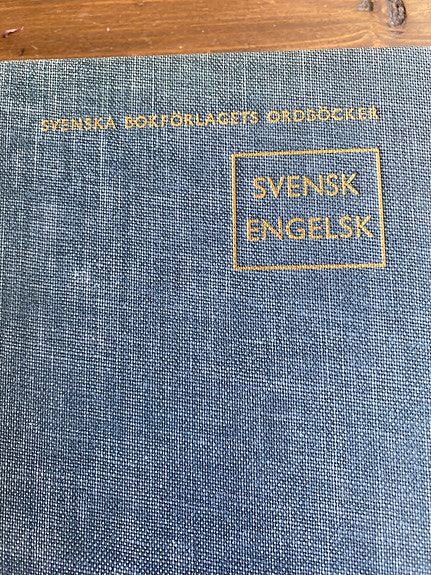 SVENSKA BOKFÖRLAGETS ORDBÖCKER
SVENSK
ENGELSK